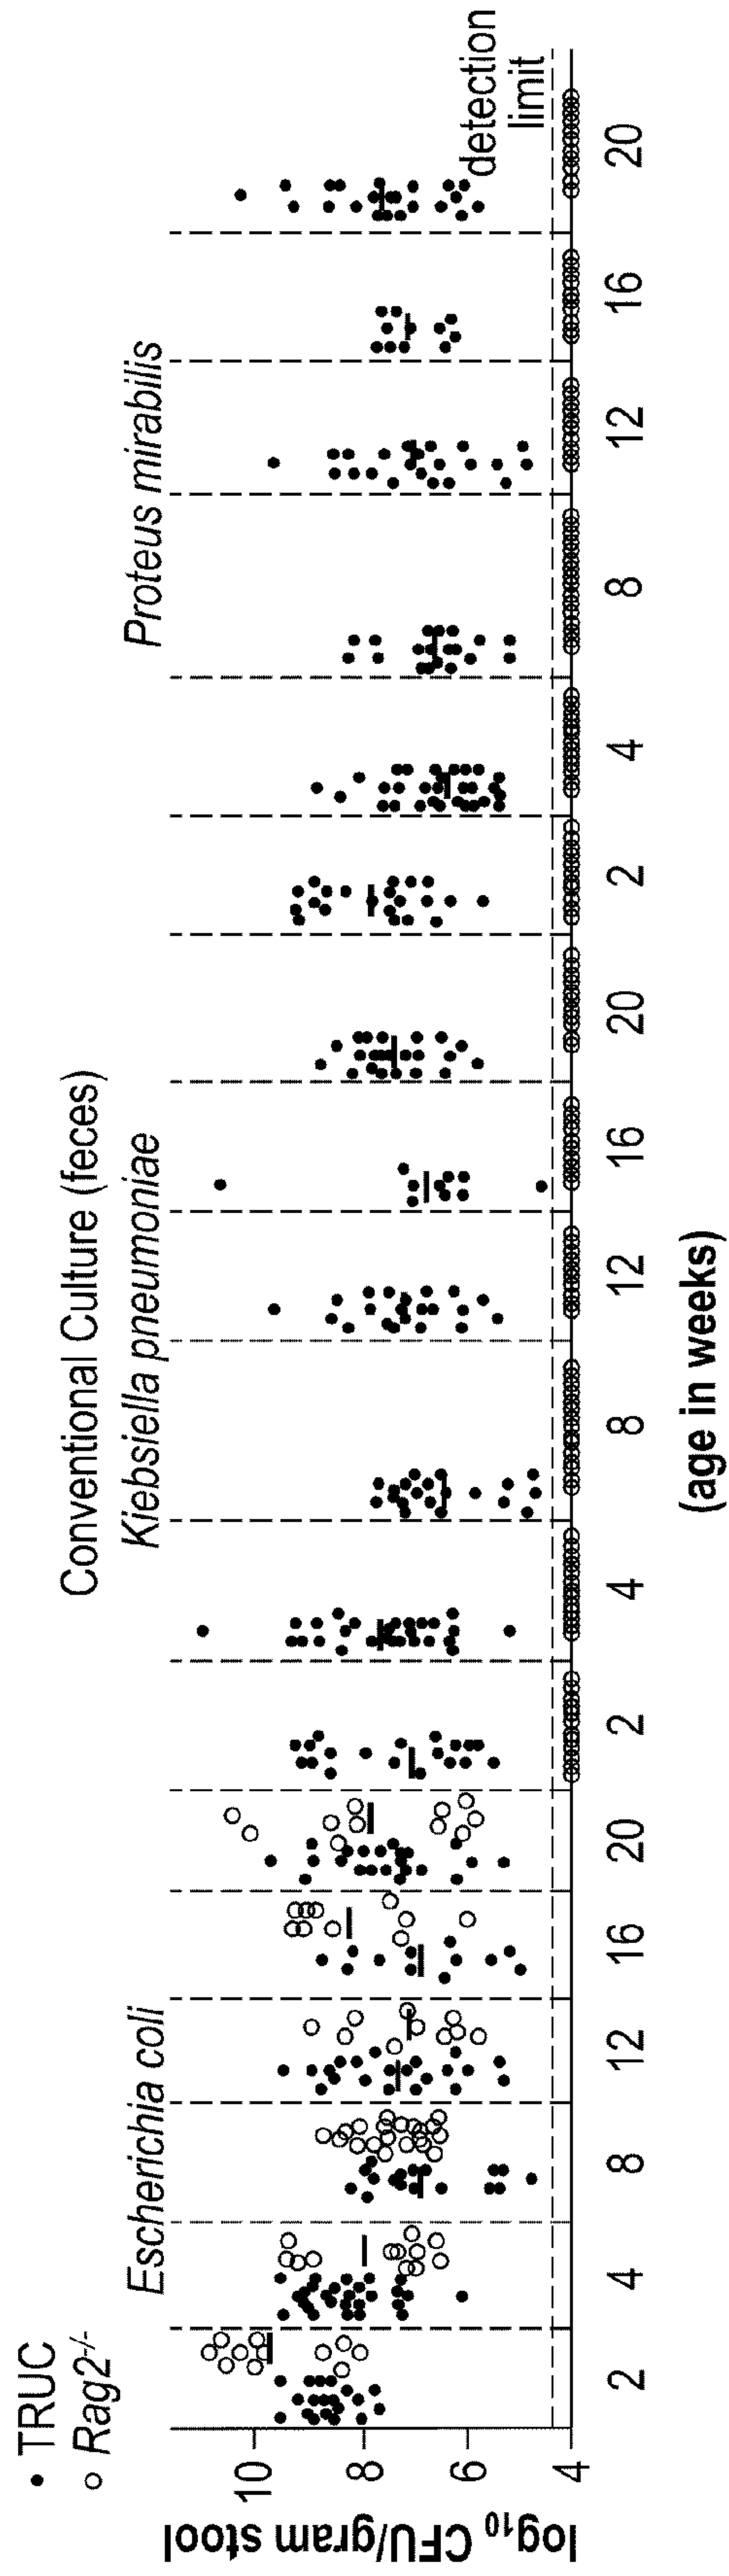 Conventional Culture (feces)
• TRUC
○ Rag2-/-
Escherichia coli
Kiebsiella pneumoniae
Proteus mirabilis
log10 CFU/gram stool
10
8
6
4
detection
limit
2 4 8 12 16 20 2 4 8 12 16 20 2 4 8 12 16 20
(age in weeks)